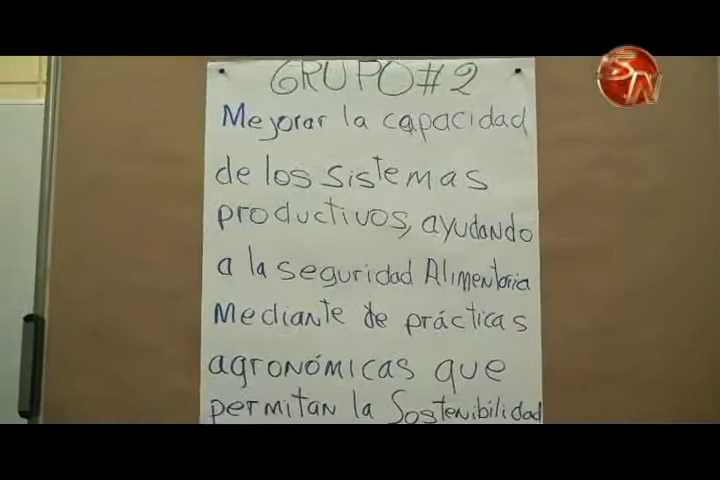 SN
GRUPO #2
Mejorar la capacidad
de los sistemas
productivos, ayudando
a la seguridad Alimentaria
Mediante de prácticas
agronómicas que
permitan la Sostenibilidad